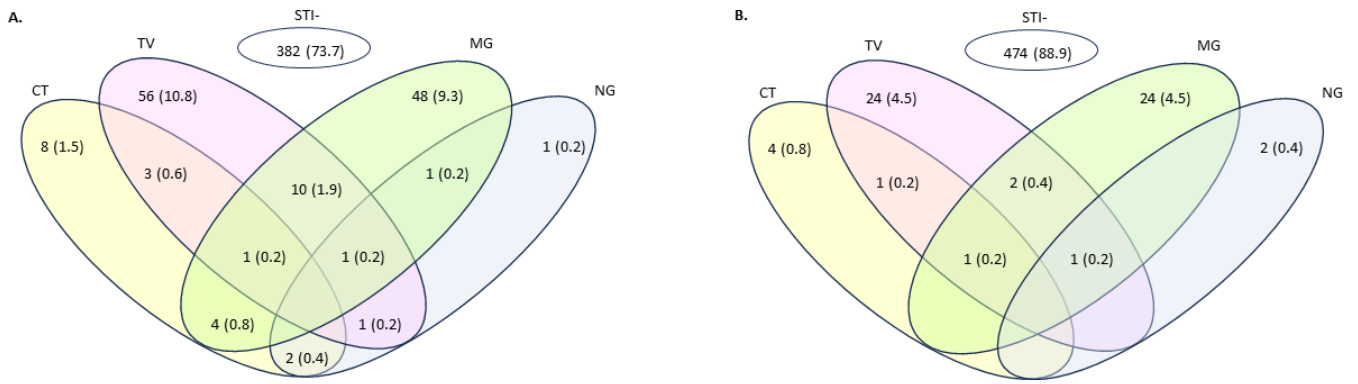 A.
STI-
382 (73.7)
TV
MG
CT
NG
56 (10.8)
48 (9.3)
8 (1.5)
1 (0.2)
3 (0.6)
1 (0.2)
10 (1.9)
1 (0.2)
1 (0.2)
4 (0.8)
1 (0.2)
2 (0.4)
B.
STI-
474 (88.9)
TV
MG
CT
NG
24 (4.5)
24 (4.5)
4 (0.8)
2 (0.4)
1 (0.2)
2 (0.4)
1 (0.2)
1 (0.2)